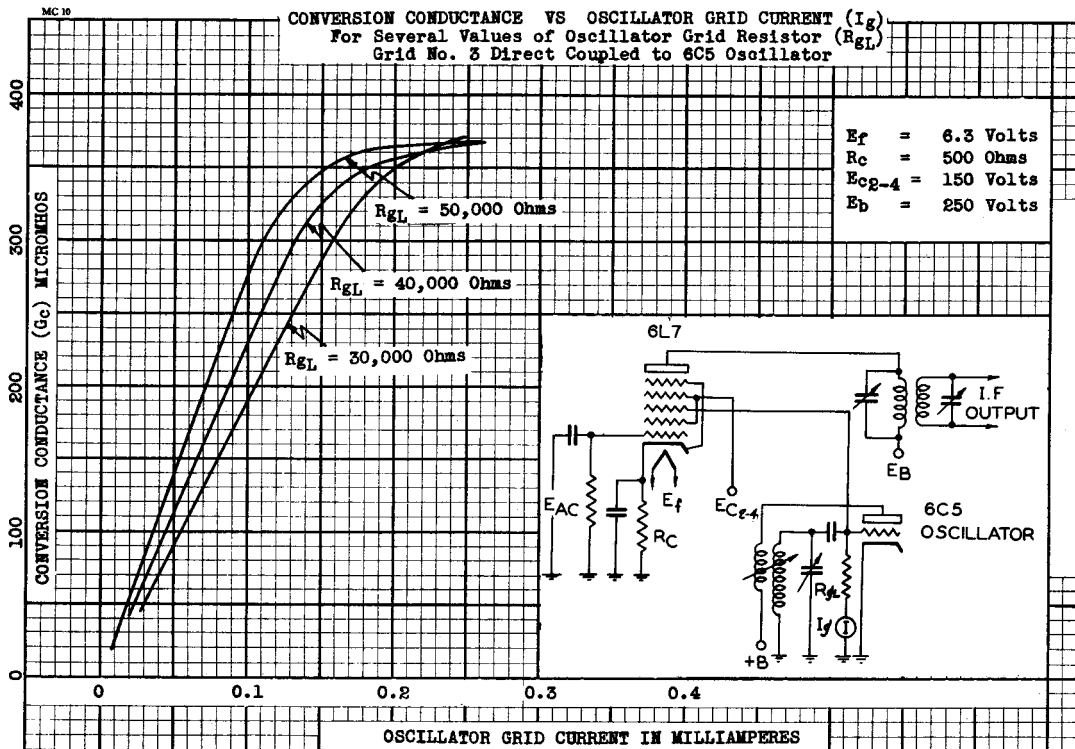 MC 10
CONVERSION CONDUCTANCE VS OSCILLATOR GRID CURRENT (Ig)
For Several Values of Oscillator Grid Resistor (RgL)
Grid No. 3 Direct Coupled to 6C5 Oscillator
Ef = 6.3 Volts
Rc = 500 Ohms
Ec2-4 = 150 Volts
Eb = 250 Volts
CONVERSION CONDUCTANCE (Gc) MICROMHOS
400
300
200
100
0
RgL = 50,000 Ohms
RgL = 40,000 Ohms
RgL = 30,000 Ohms
6L7
I.F
OUTPUT
EB
EAC
Ef
EC2-4
RC
6C5
OSCILLATOR
RgL
Ig
I
+B
0 0.1 0.2 0.3 0.4
OSCILLATOR GRID CURRENT IN MILLIAMPERES